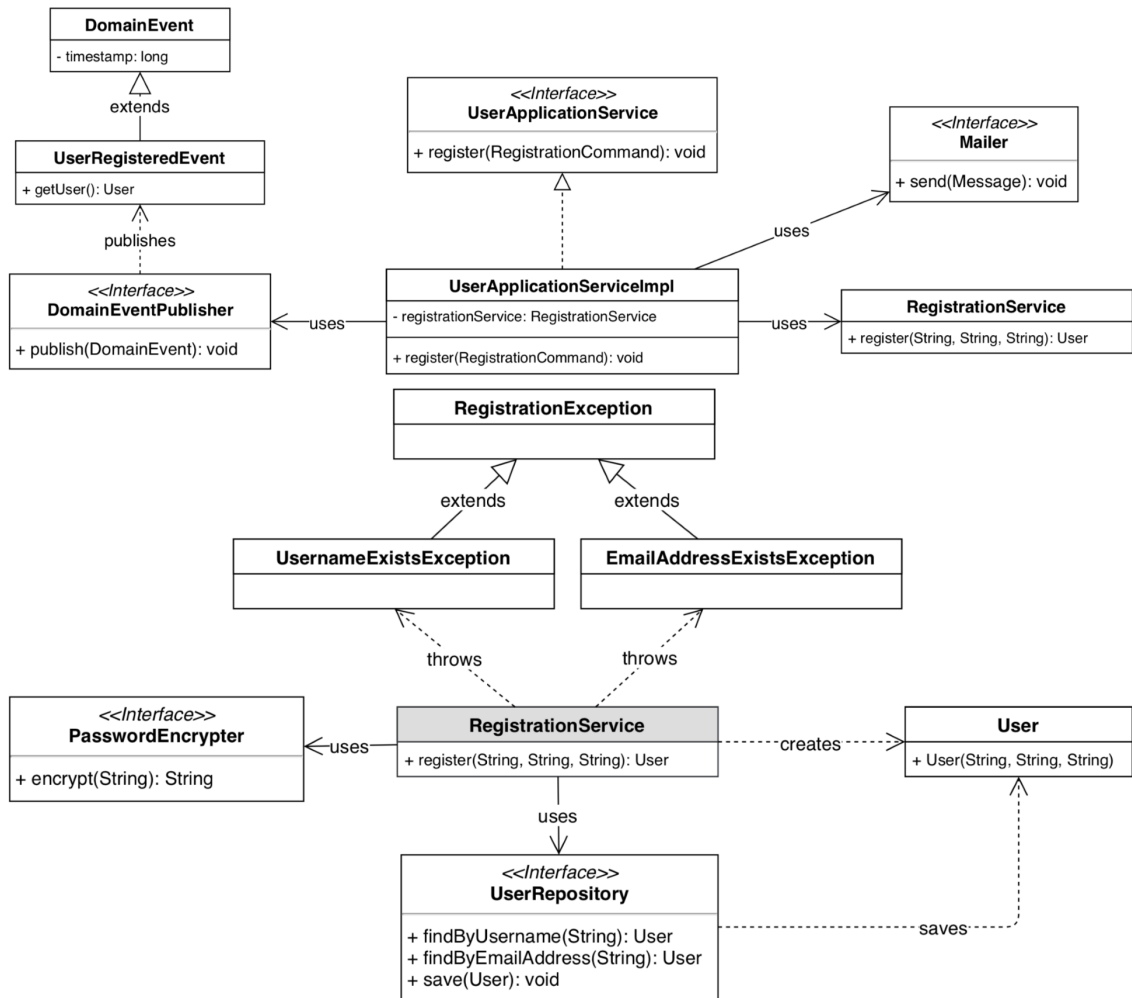 DomainEvent
- timestamp: long
extends
UserRegisteredEvent
+ getUser(): User
publishes
<<Interface>>
DomainEventPublisher
+ publish(DomainEvent): void
uses
<<Interface>>
UserApplicationService
+ register(RegistrationCommand): void
UserApplicationServiceImpl
- registrationService: RegistrationService
+ register(RegistrationCommand): void
uses
<<Interface>>
Mailer
+ send(Message): void
uses
RegistrationService
+ register(String, String, String): User
RegistrationException
extends
extends
UsernameExistsException
EmailAddressExistsException
throws
throws
<<Interface>>
PasswordEncrypter
+ encrypt(String): String
uses
RegistrationService
+ register(String, String, String): User
creates
User
+ User(String, String, String)
uses
<<Interface>>
UserRepository
+ findByUsername(String): User
+ findByEmailAddress(String): User
+ save(User): void
saves